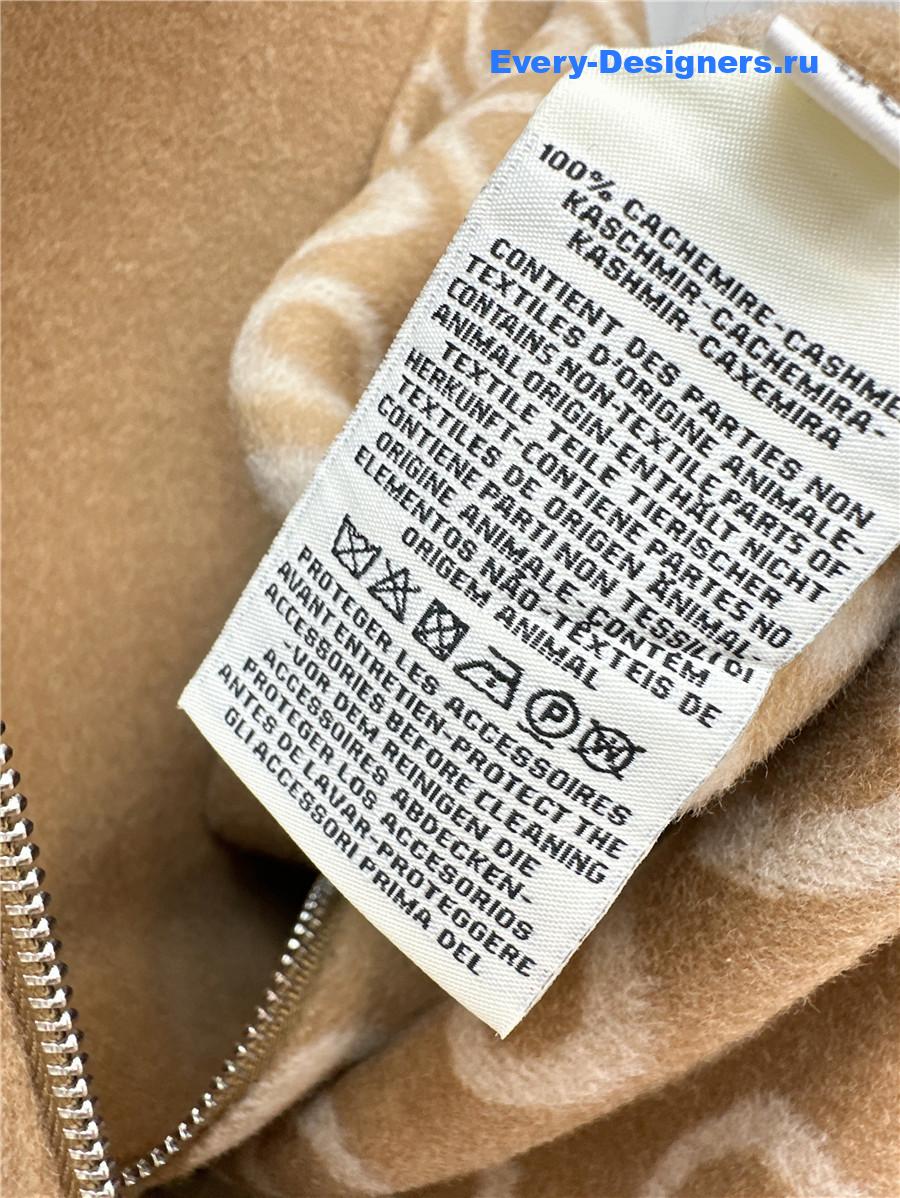 Every-Designers.ru
100% CACHEMIRE-CASHME
KASCHMIR-CACHEMIRA-
KASHMIR-CAXEMIRA
CONTIENT DES PARTIES NON
TEXTILES D'ORIGINE ANIMALE-
CONTAINS NON-TEXTILE PARTS OF
ANIMAL ORIGIN-ENTHÄLT NICHT
TEXTILE TEILE TIERISCHER
HERKUNFT-CONTIENE PARTES NO
TEXTILES DE ORIGEN ANIMAL-
CONTIENE PARTI NON TESSILI DI
ORIGINE ANIMALE-CONTÉM
ELEMENTOS NÃO-TÊXTEIS DE
ORIGEM ANIMAL
P W
PROTEGER LES ACCESSOIRES
AVANT ENTRETIEN-PROTECT THE
ACCESSORIES BEFORE CLEANING
-VOR DEM REINIGEN DIE
ACCESSOIRES ABDECKEN-
PROTEGER LOS ACCESORIOS
ANTES DE LAVAR-PROTEGGERE
GLI ACCESSORI PRIMA DEL